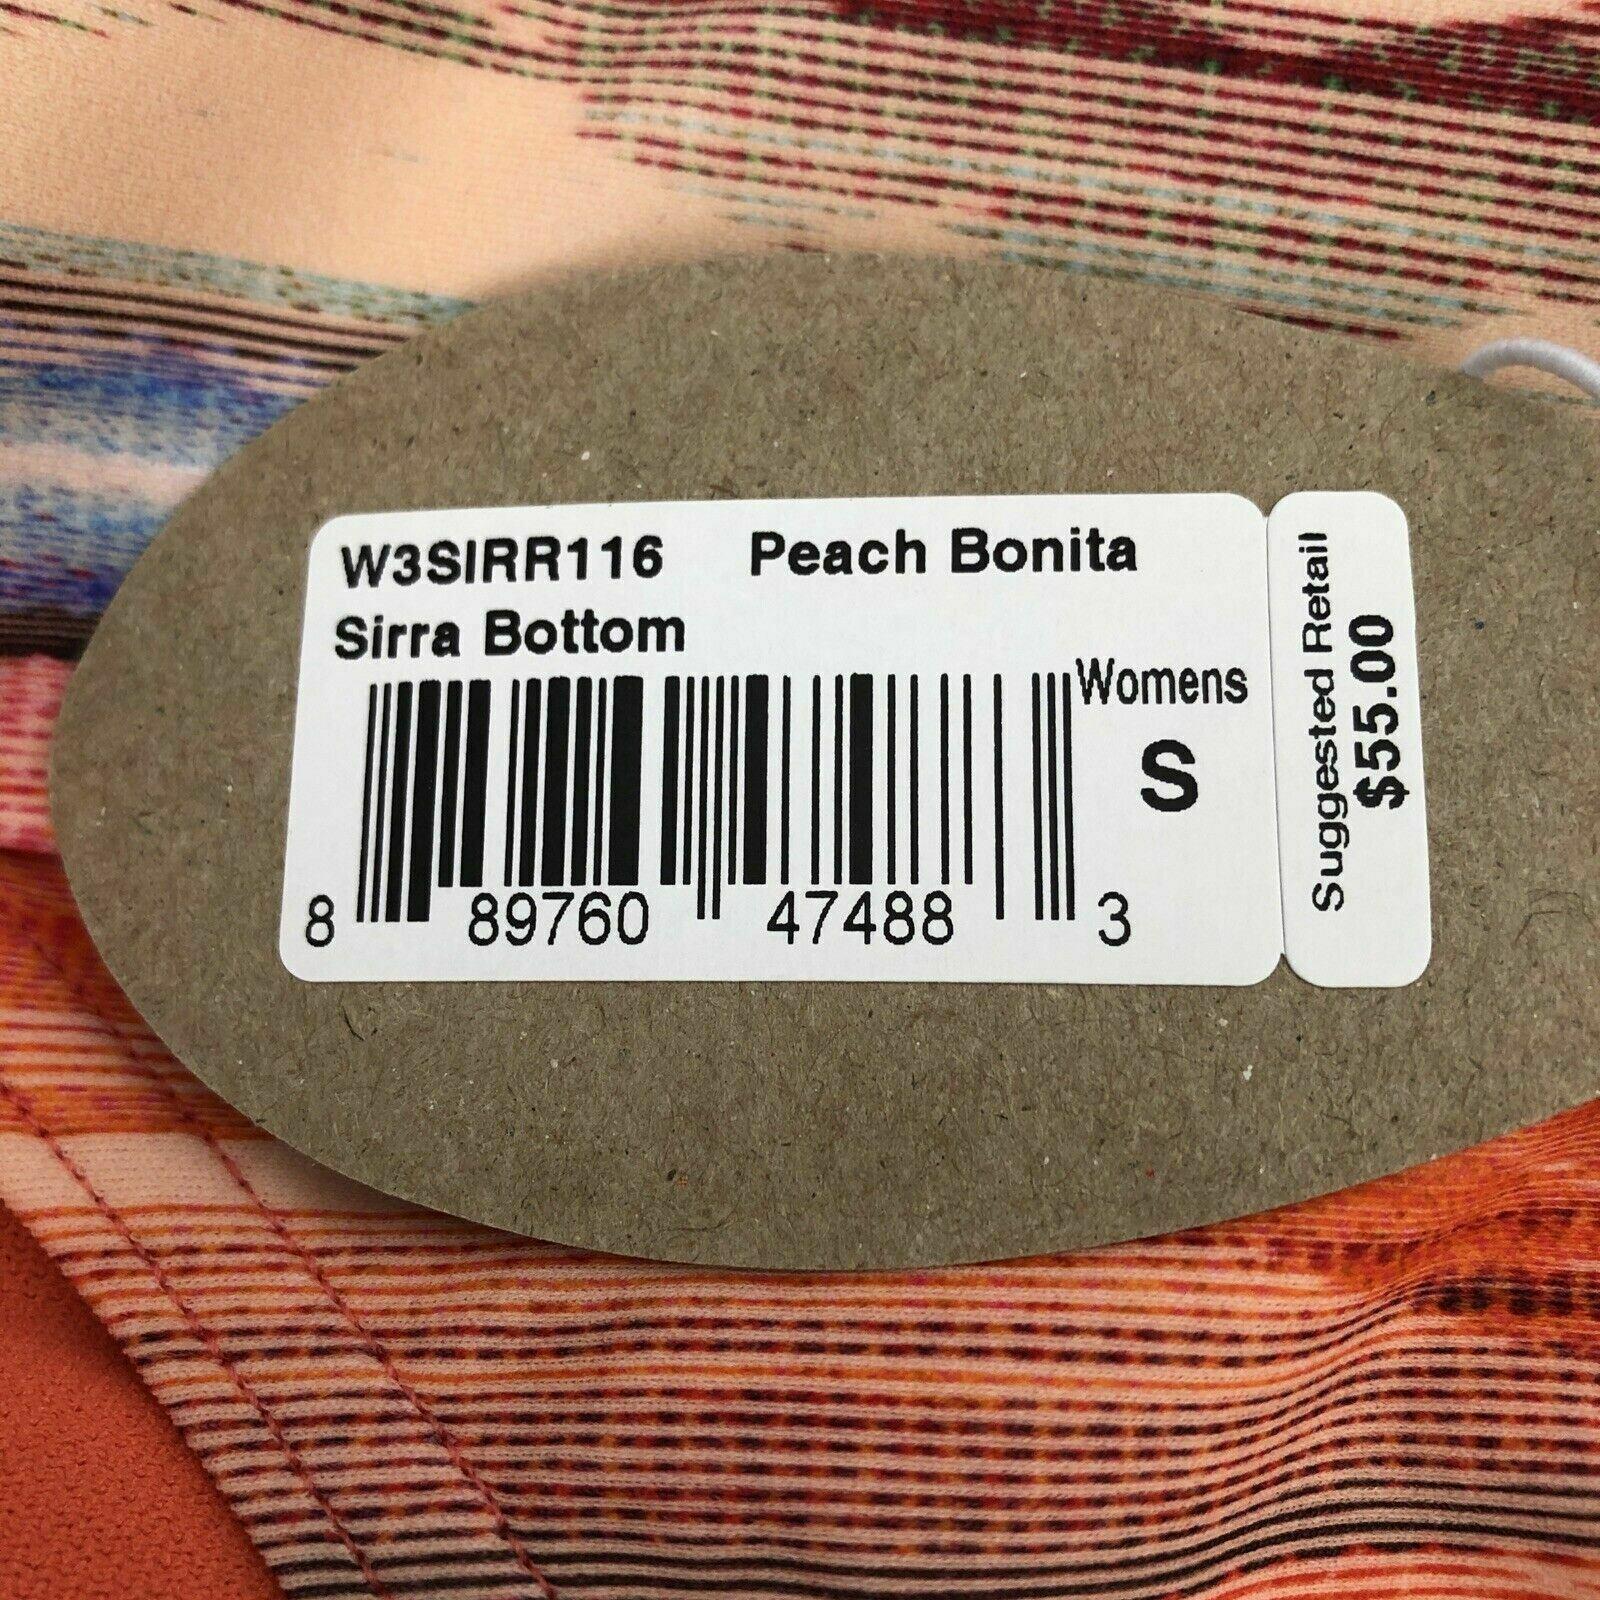 W3SIRR116 Peach Bonita
Sirra Bottom
Womens
S
8 89760 47488 3
Suggested Retail
$55.00